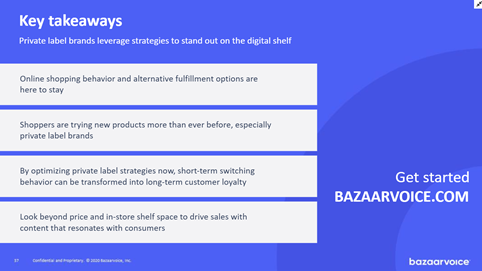 Key takeaways
Private label brands leverage strategies to stand out on the digital shelf
Online shopping behavior and alternative fulfillment options are
here to stay
Shoppers are trying new products more than ever before, especially
private label brands
By optimizing private label strategies now, short-term switching
behavior can be transformed into long-term customer loyalty
Look beyond price and in-store shelf space to drive sales with
content that resonates with consumers
Get started
BAZAARVOICE.COM
37 Confidential and Proprietary. © 2020 Bazaarvoice, Inc.
bazaarvoice